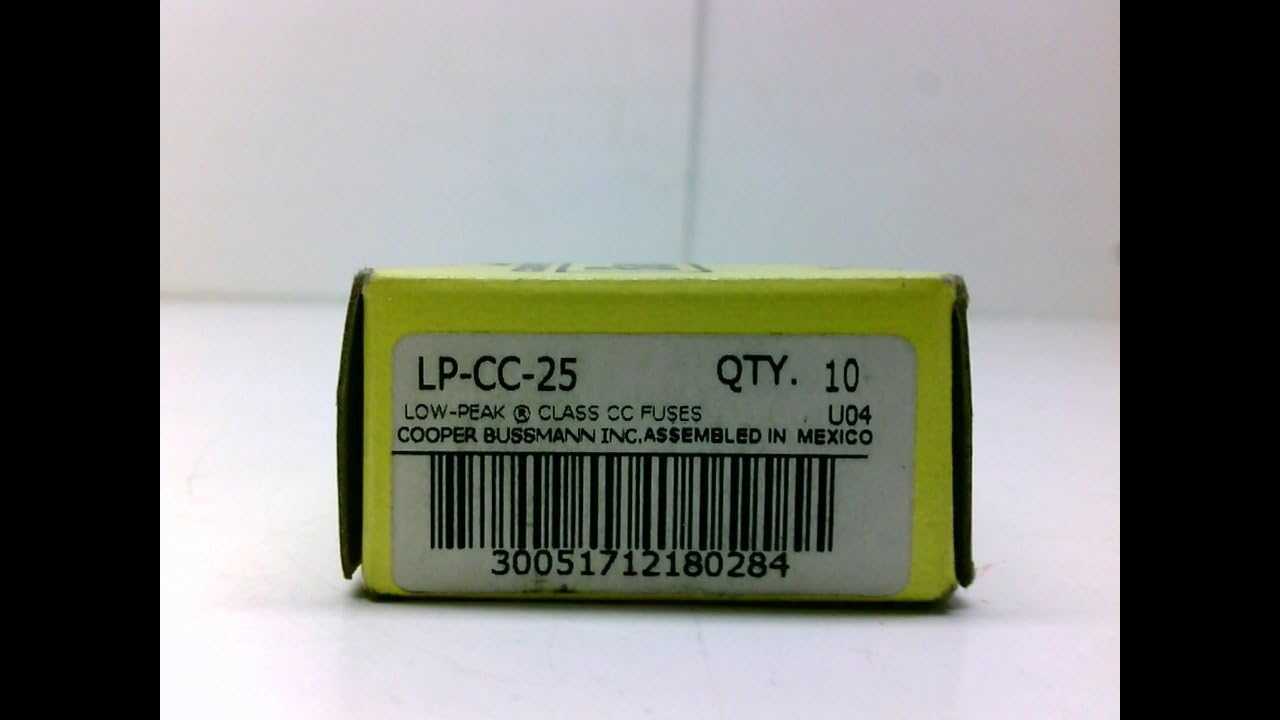 LP-CC-25 QTY. 10
LOW-PEAK ® CLASS CC FUSES U04
COOPER BUSSMANN INC.ASSEMBLED IN MEXICO
30051712180284